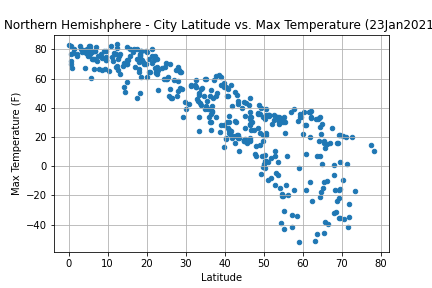 Northern Hemishphere - City Latitude vs. Max Temperature (23Jan2021
Max Temperature (F)
80
60
40
20
0
−20
−40
0 10 20 30 40 50 60 70 80
Latitude